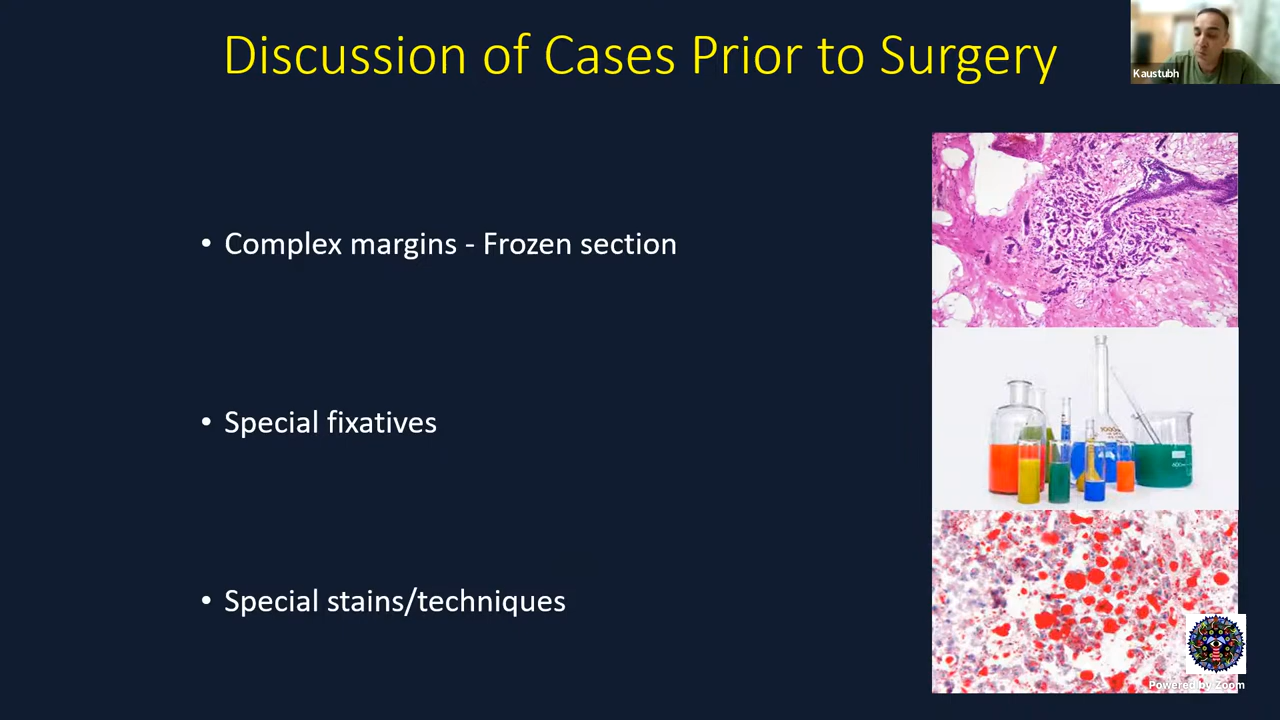 Discussion of Cases Prior to Surgery
Kaustubh
• Complex margins - Frozen section
• Special fixatives
• Special stains/techniques
Powered by Zoom